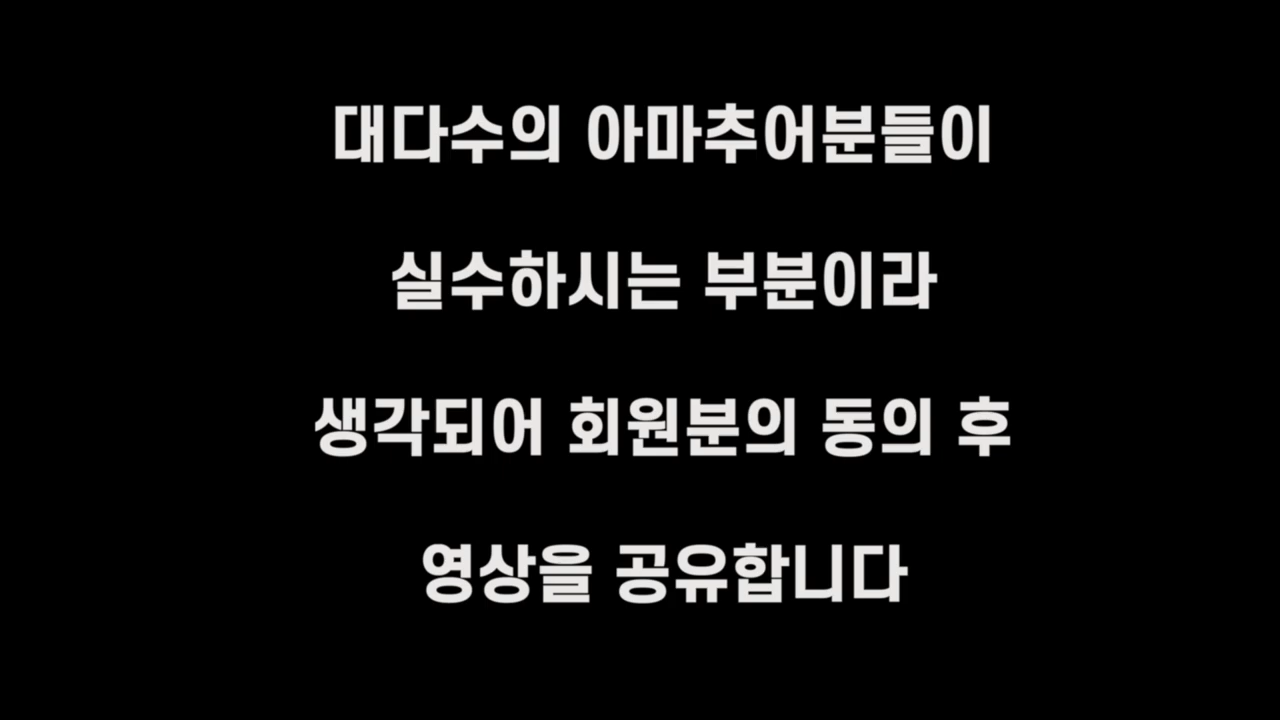 대다수의 아마추어분들이
실수하시는 부분이라
생각되어 회원분의 동의 후
영상을 공유합니다